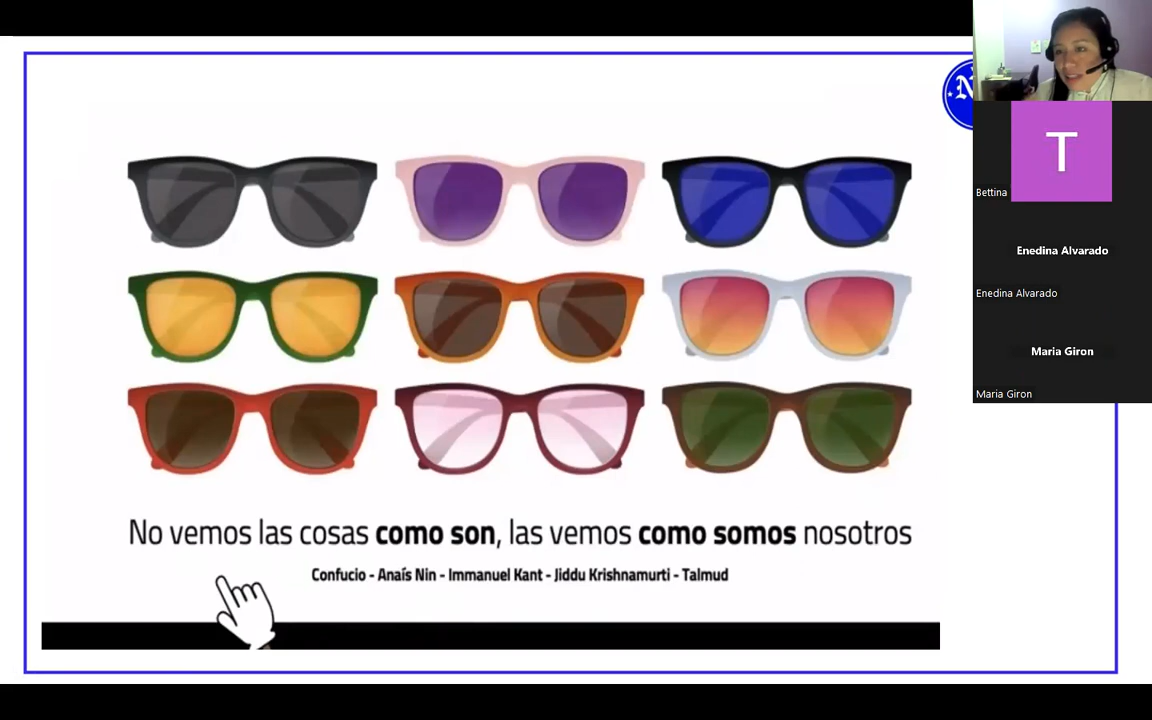 No vemos las cosas como son, las vemos como somos nosotros
Confucio - Anaís Nin - Immanuel Kant - Jiddu Krishnamurti - Talmud
N
T
Bettina
Enedina Alvarado
Enedina Alvarado
Maria Giron
Maria Giron